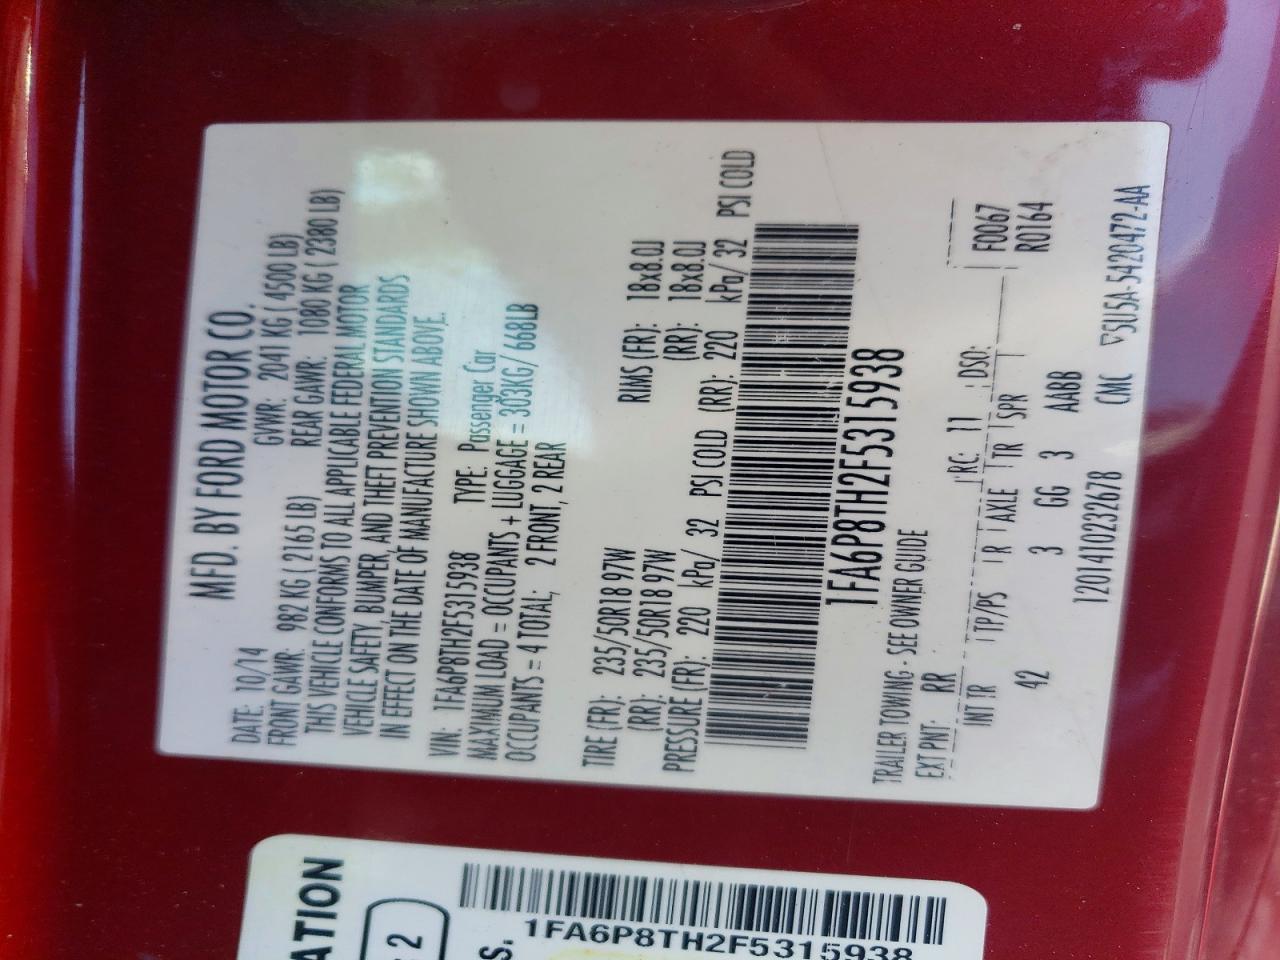 MFD. BY FORD MOTOR CO.
DATE: 10/14 GVWR: 2041 KG ( 4500 LB)
FRONT GAWR: 982 KG ( 2165 LB) REAR GAWR: 1080 KG ( 2380 LB)
THIS VEHICLE CONFORMS TO ALL APPLICABLE FEDERAL MOTOR
VEHICLE SAFETY, BUMPER, AND THEFT PREVENTION STANDARDS
IN EFFECT ON THE DATE OF MANUFACTURE SHOWN ABOVE.
VIN: 1FA6P8TH2F5315938 TYPE: Passenger Car
MAXIMUM LOAD = OCCUPANTS + LUGGAGE = 303KG/ 668LB
OCCUPANTS = 4 TOTAL; 2 FRONT, 2 REAR
TIRE (FR): 235/50R18 97W RIMS (FR): 18x8.0J
(RR): 235/50R18 97W (RR): 18x8.0J
PRESSURE (FR): 220 kPa/ 32 PSI COLD (RR): 220 kPa/ 32 PSI COLD
1FA6P8TH2F5315938
TRAILER TOWING - SEE OWNER GUIDE
EXT PNT: RR RC: 11 DSO: F0067
INT TR TP/PS R AXLE TR SPR R0164
42 3 GG 3 AABB
1201410232678 CMC 5U5A-5420472-AA
ATION
2
S.
1FA6P8TH2F5315938